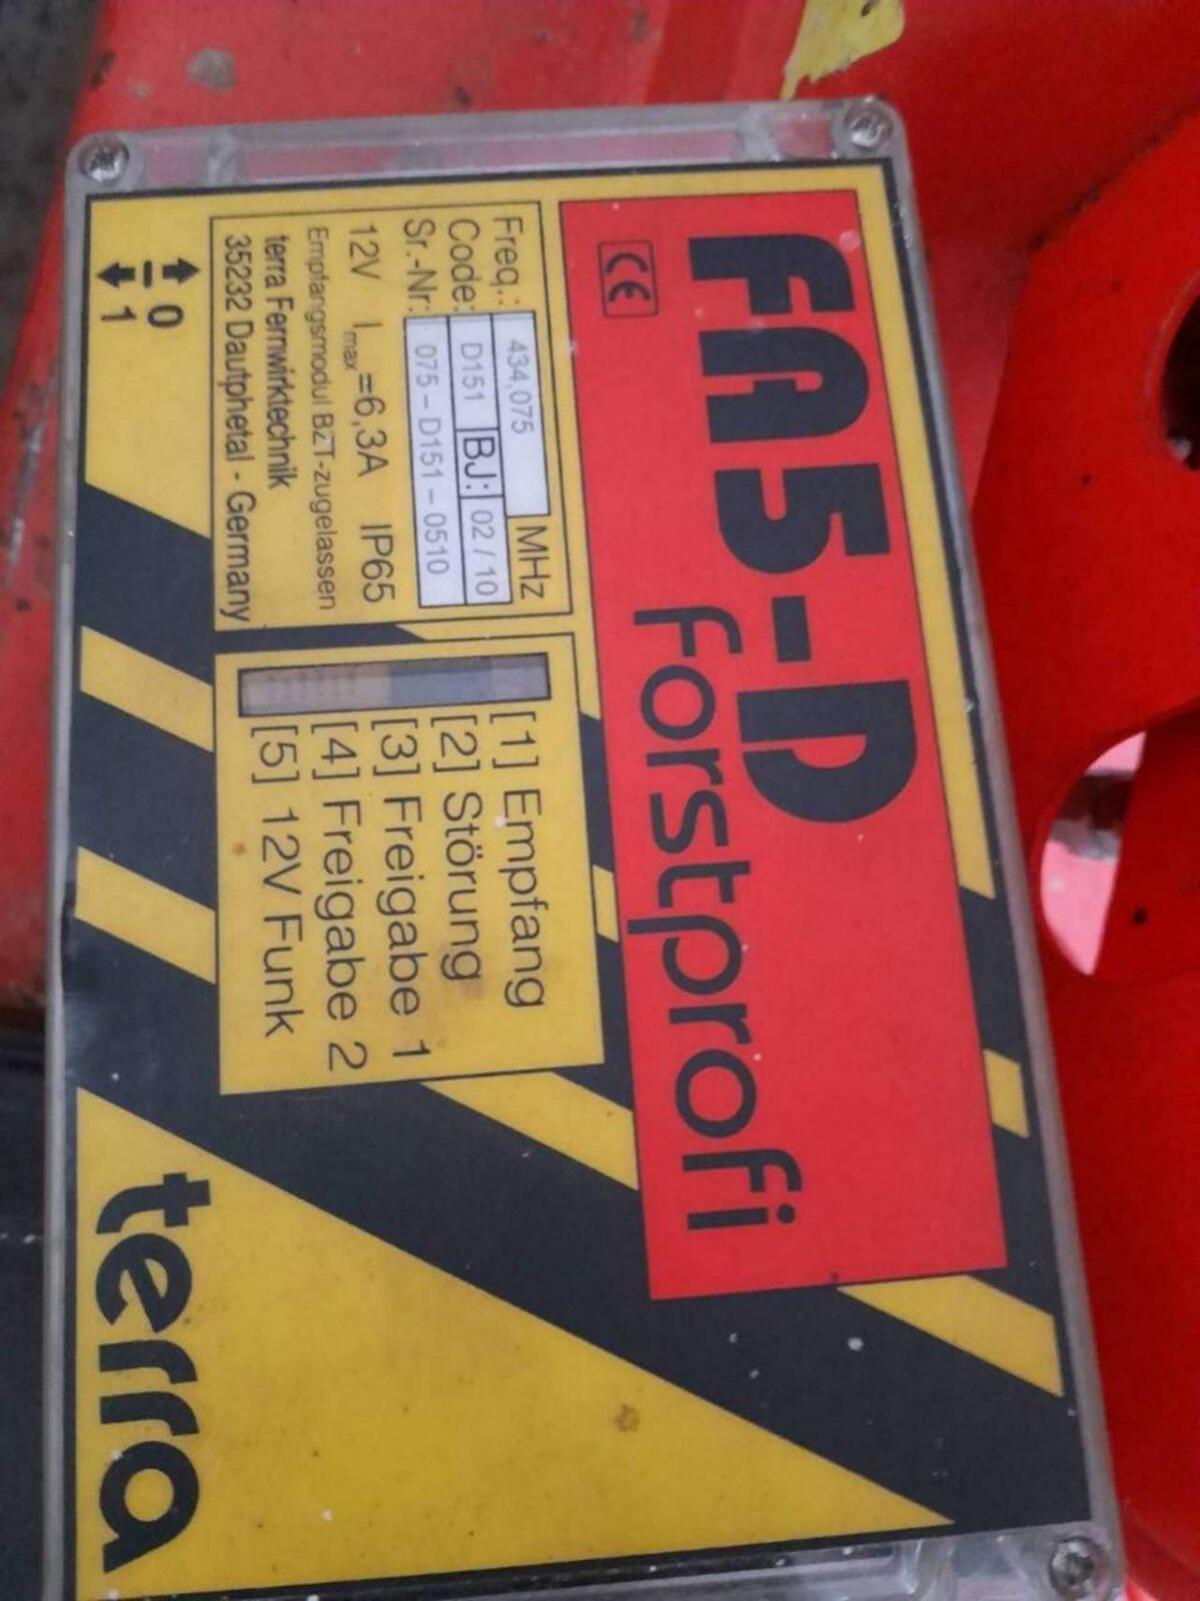 FA5-D
forstprofi
CE
Freq.: 434,075 MHz
Code: D151 BJ: 02 / 10
Sr.-Nr: 075 – D151 – 0510
12V Imax=6,3A IP65
Empfangsmodul BZT-zugelassen
terra Fernwirktechnik
35232 Dautphetal - Germany
[1] Empfang
[2] Störung
[3] Freigabe 1
[4] Freigabe 2
[5] 12V Funk
0
1
terra